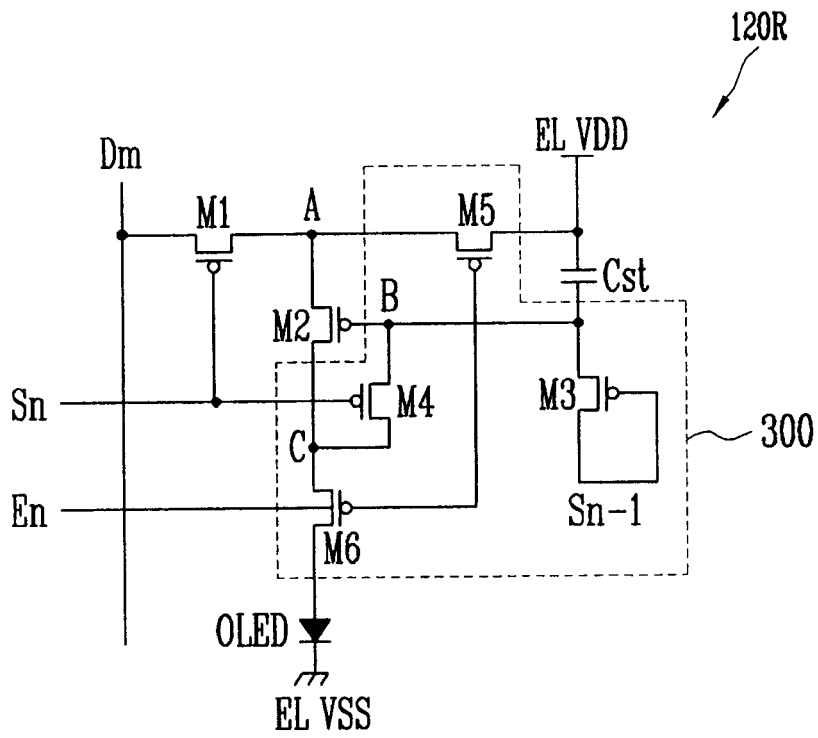 120R
EL VDD
Dm
M1
A
M5
Cst
B
M2
M3
Sn
M4
C
300
Sn-1
En
M6
OLED
EL VSS